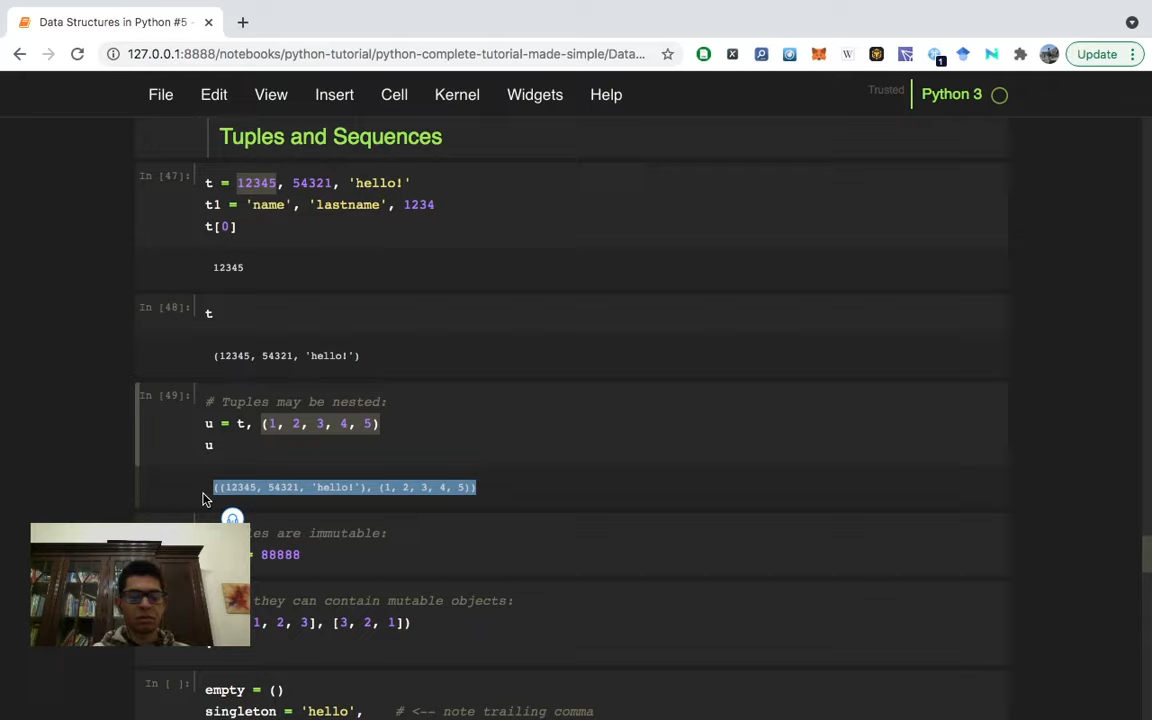 Data Structures in Python #5
Update
127.0.0.1:8888/notebooks/python-tutorial/python-complete-tutorial-made-simple/Data...
File Edit View Insert Cell Kernel Widgets Help
Trusted
Python 3
Tuples and Sequences
In [47]:
t = 12345, 54321, 'hello!'
t1 = 'name', 'lastname', 1234
t[0]
12345
In [48]:
t
(12345, 54321, 'hello!')
In [49]:
# Tuples may be nested:
u = t, (1, 2, 3, 4, 5)
u
((12345, 54321, 'hello!'), (1, 2, 3, 4, 5))
are immutable:
= 88888
they can contain mutable objects:
1, 2, 3], [3, 2, 1])
In [ ]:
empty = ()
singleton = 'hello', # <-- note trailing comma